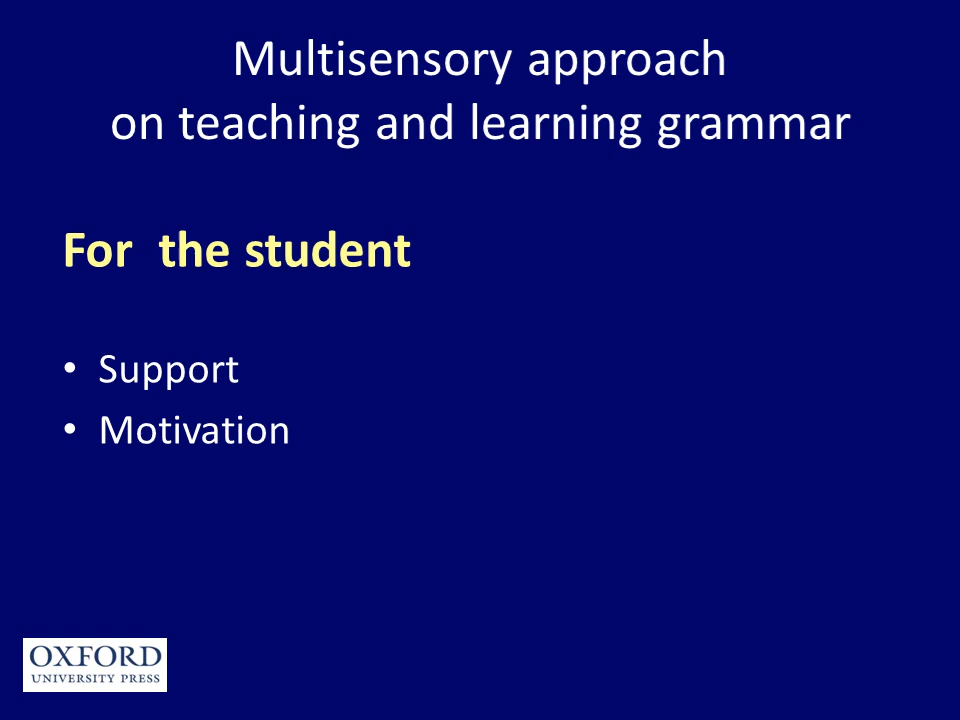 Multisensory approach
on teaching and learning grammar
For  the student
• Support
• Motivation
OXFORD
UNIVERSITY PRESS